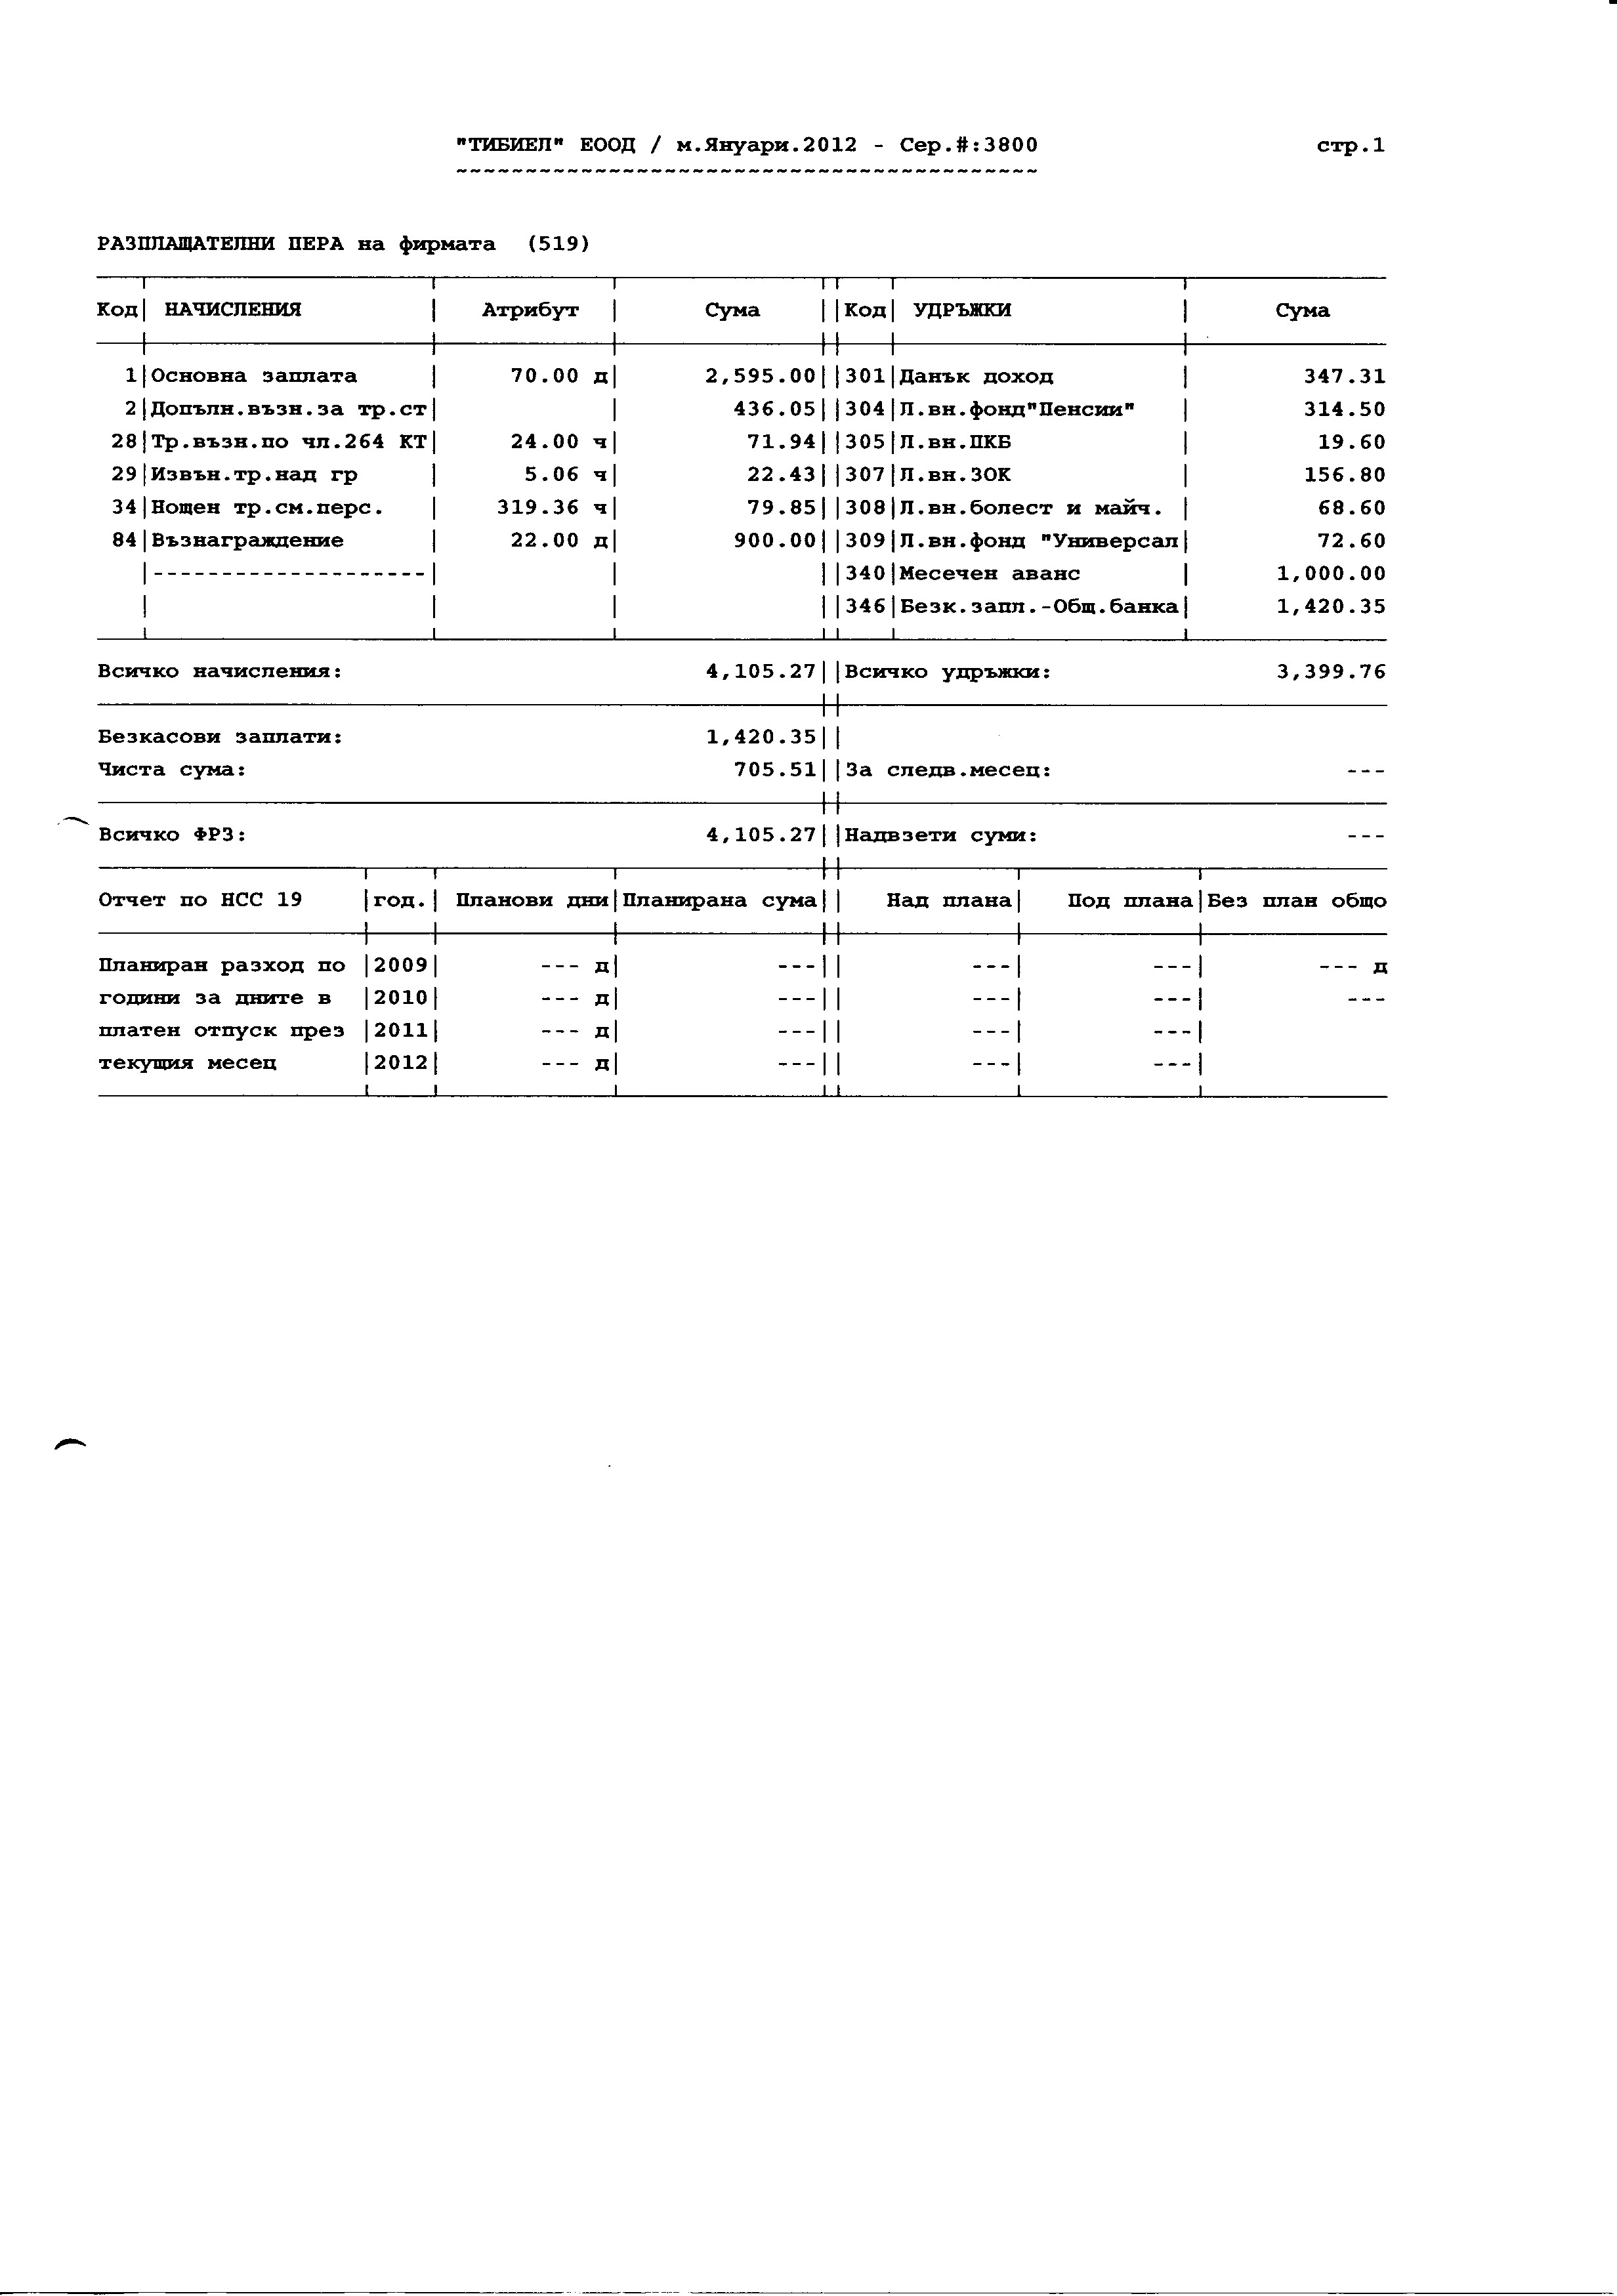 "ТИБИЕЛ" ЕООД / м.Януари.2012 - Сер.#:3800 стр.1
РАЗПЛАЩАТЕЛНИ ПЕРА на фирмата (519)
Код| НАЧИСЛЕНИЯ | Атрибут | Сума ||Код| УДРЪЖКИ | Сума
1|Основна заплата | 70.00 д| 2,595.00||301|Данък доход | 347.31
2|Допълн.възн.за тр.ст| | 436.05||304|Л.вн.фонд"Пенсии" | 314.50
28|Тр.възн.по чл.264 КТ| 24.00 ч| 71.94||305|Л.вн.ПКБ | 19.60
29|Извън.тр.над гр | 5.06 ч| 22.43||307|Л.вн.ЗОК | 156.80
34|Нощен тр.см.перс. | 319.36 ч| 79.85||308|Л.вн.болест и майч. | 68.60
84|Възнаграждение | 22.00 д| 900.00||309|Л.вн.фонд "Универсал| 72.60
|--------------------| | ||340|Месечен аванс | 1,000.00
| | | ||346|Безк.запл.-Общ.банка| 1,420.35
Всичко начисления: 4,105.27||Всичко удръжки: 3,399.76
Безкасови заплати: 1,420.35||
Чиста сума: 705.51||За следв.месец: ---
Всичко ФРЗ: 4,105.27||Надвзети суми: ---
Отчет по НСС 19 |год.| Планови дни|Планирана сума|| Над плана| Под плана|Без план общо
Планиран разход по |2009| --- д| ---|| ---| ---| --- д
години за дните в |2010| --- д| ---|| ---| ---| ---
платен отпуск през |2011| --- д| ---|| ---| ---|
текущия месец |2012| --- д| ---|| ---| ---|